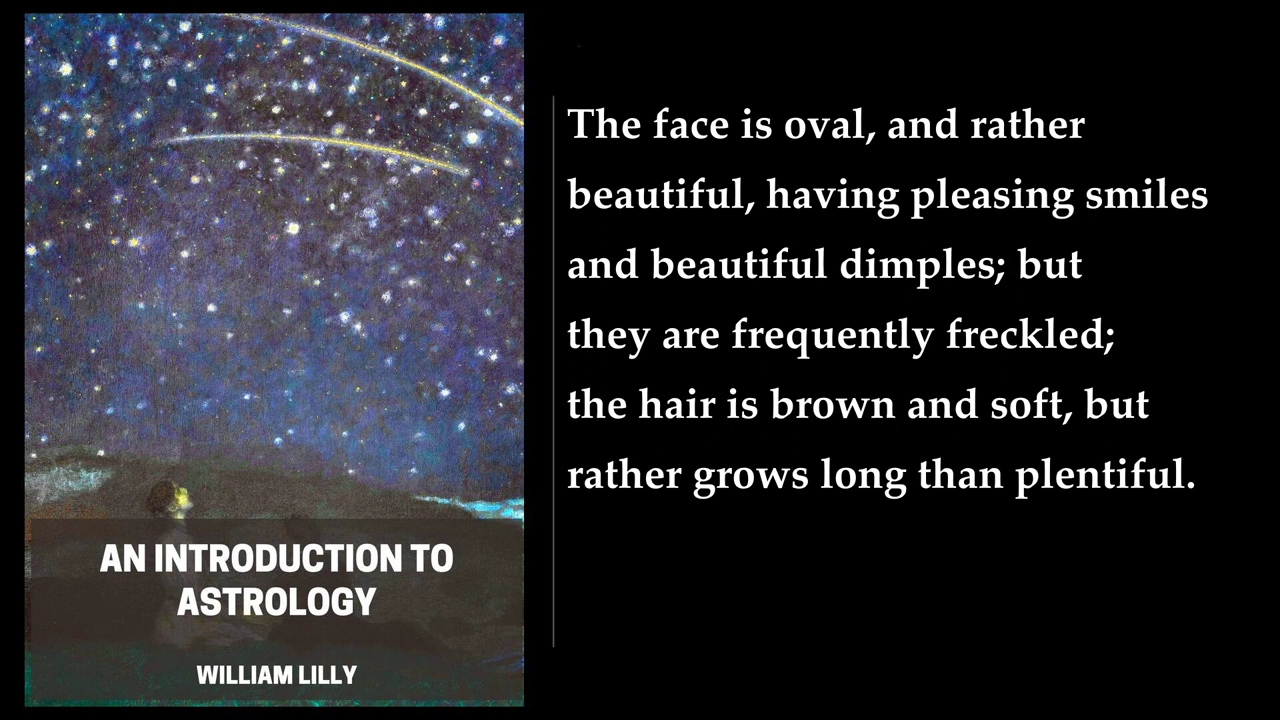 AN INTRODUCTION TO
ASTROLOGY
WILLIAM LILLY
The face is oval, and rather
beautiful, having pleasing smiles
and beautiful dimples; but
they are frequently freckled;
the hair is brown and soft, but
rather grows long than plentiful.